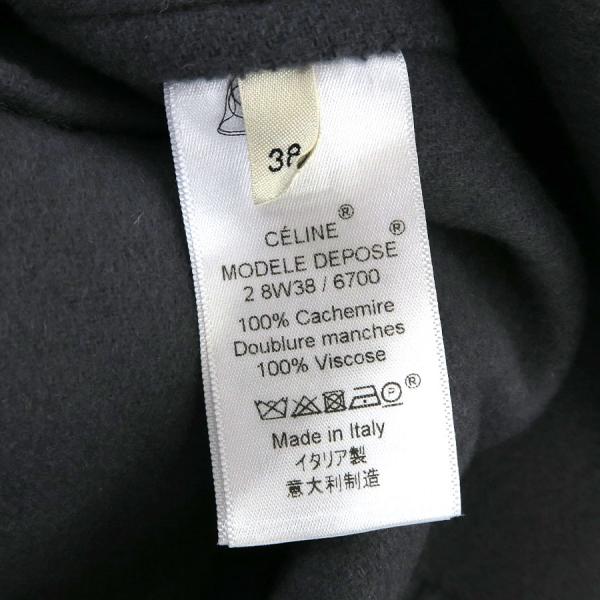 38
CÉLINE®
MODELE DEPOSE®
2 8W38 / 6700
100% Cachemire
Doublure manches
100% Viscose
®
Made in Italy
イタリア製
意大利制造